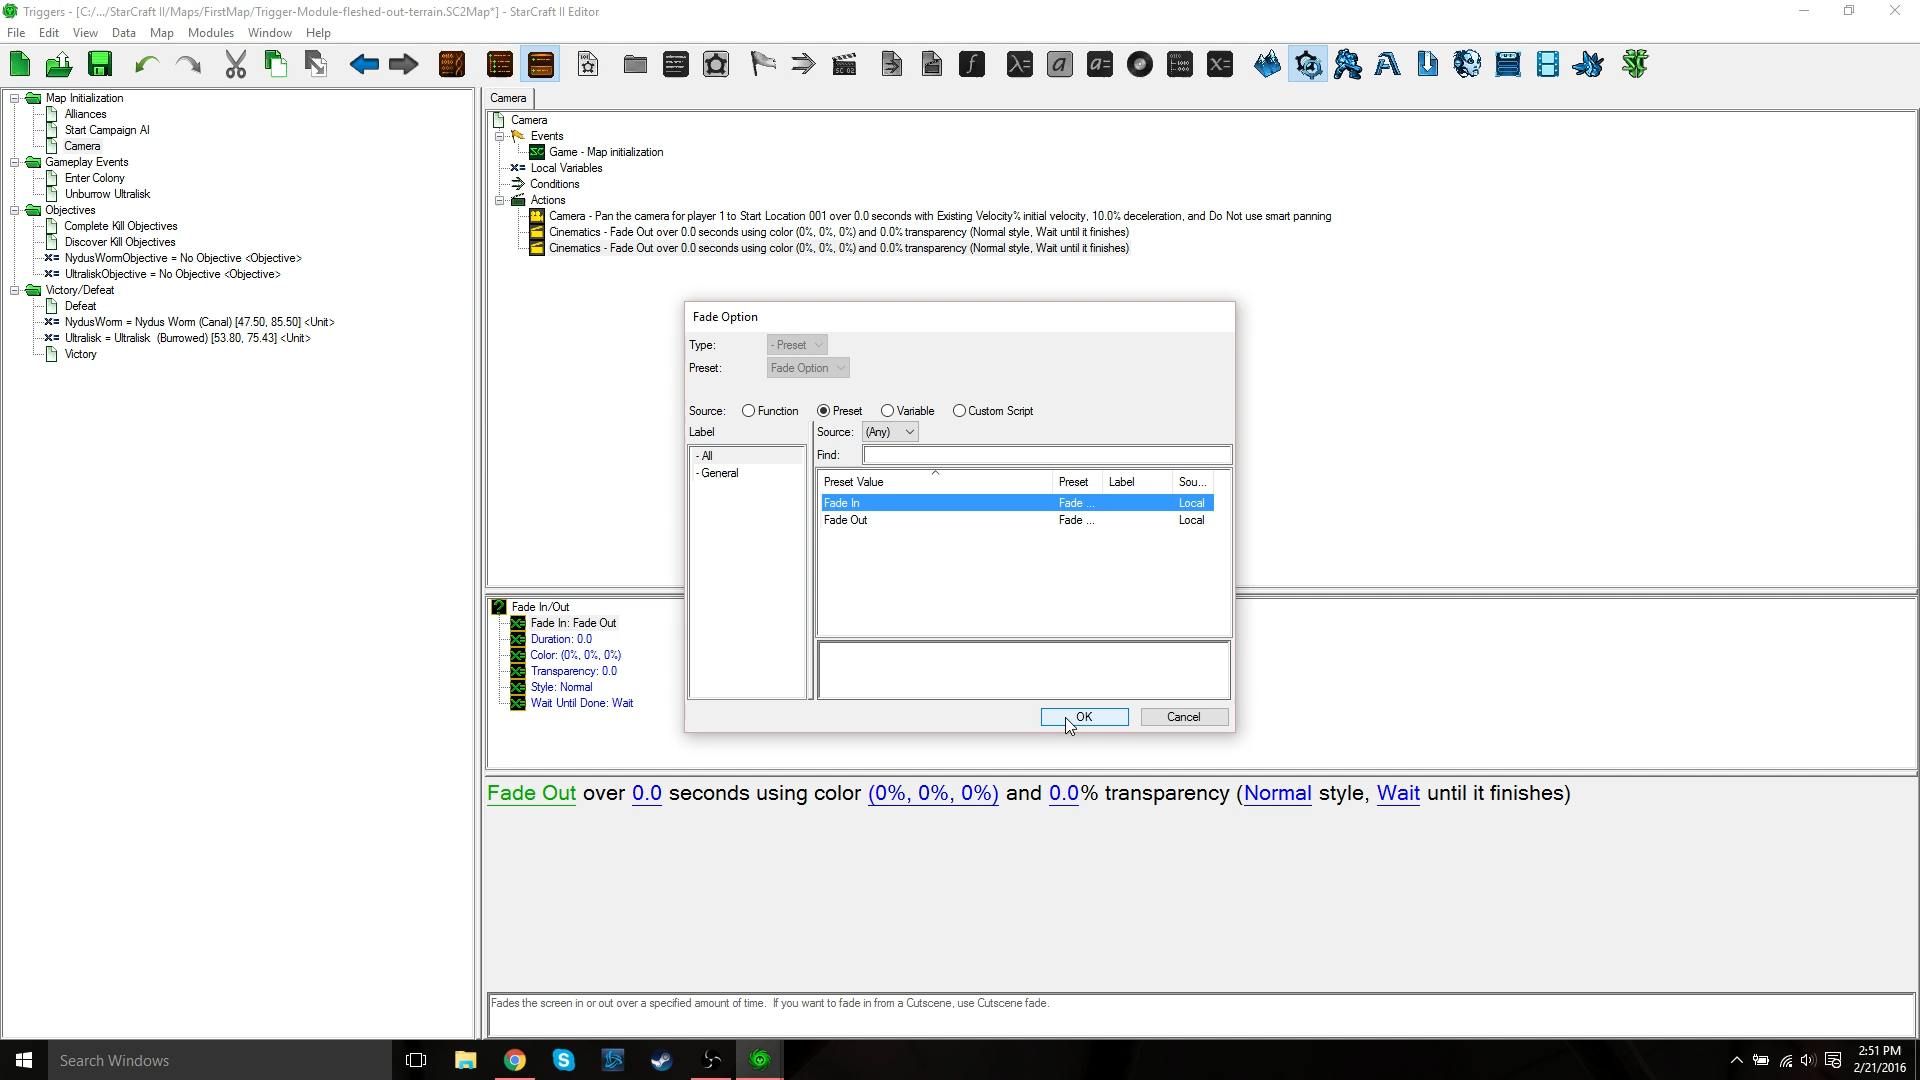 Triggers - [C:/.../StarCraft II/Maps/FirstMap/Trigger-Module-fleshed-out-terrain.SC2Map*] - StarCraft II Editor
File Edit View Data Map Modules Window Help
Map Initialization
Alliances
Start Campaign AI
Camera
Gameplay Events
Enter Colony
Unburrow Ultralisk
Objectives
Complete Kill Objectives
Discover Kill Objectives
NydusWormObjective = No Objective <Objective>
UltraliskObjective = No Objective <Objective>
Victory/Defeat
Defeat
NydusWorm = Nydus Worm (Canal) [47.50, 85.50] <Unit>
Ultralisk = Ultralisk (Burrowed) [53.80, 75.43] <Unit>
Victory
Camera
Camera
Events
Game - Map initialization
Local Variables
Conditions
Actions
Camera - Pan the camera for player 1 to Start Location 001 over 0.0 seconds with Existing Velocity% initial velocity, 10.0% deceleration, and Do Not use smart panning
Cinematics - Fade Out over 0.0 seconds using color (0%, 0%, 0%) and 0.0% transparency (Normal style, Wait until it finishes)
Cinematics - Fade Out over 0.0 seconds using color (0%, 0%, 0%) and 0.0% transparency (Normal style, Wait until it finishes)
Fade Option
Type: - Preset
Preset: Fade Option
Source: Function Preset Variable Custom Script
Label
- All
- General
Source: (Any)
Find:
Preset Value Preset Label Sou...
Fade In Fade ... Local
Fade Out Fade ... Local
OK Cancel
Fade In/Out
Fade In: Fade Out
Duration: 0.0
Color: (0%, 0%, 0%)
Transparency: 0.0
Style: Normal
Wait Until Done: Wait
Fade Out over 0.0 seconds using color (0%, 0%, 0%) and 0.0% transparency (Normal style, Wait until it finishes)
Fades the screen in or out over a specified amount of time. If you want to fade in from a Cutscene, use Cutscene fade.
Search Windows
2:51 PM
2/21/2016